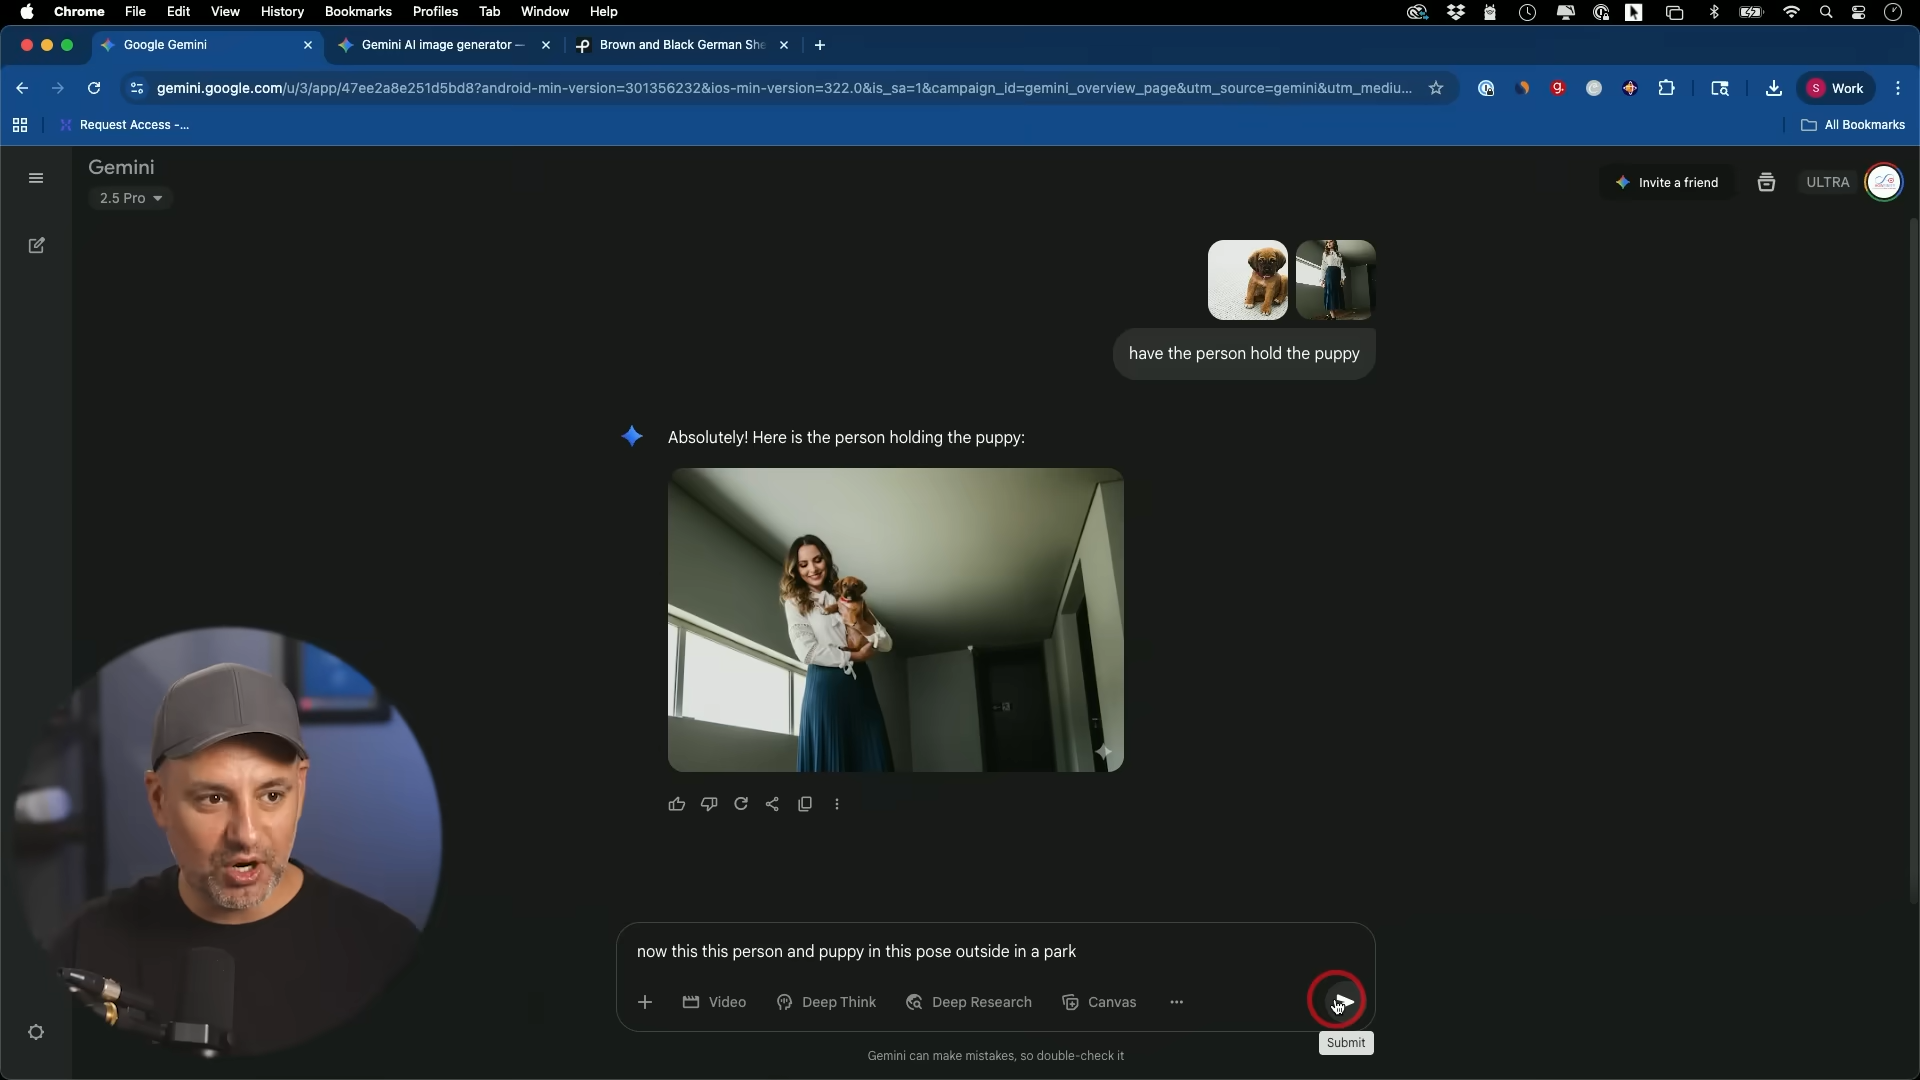 Chrome File Edit View History Bookmarks Profiles Tab Window Help
Google Gemini
Gemini AI image generator —
Brown and Black German She
gemini.google.com/u/3/app/47ee2a8e251d5bd8?android-min-version=301356232&ios-min-version=322.0&is_sa=1&campaign_id=gemini_overview_page&utm_source=gemini&utm_mediu...
S Work
Request Access -...
All Bookmarks
Gemini
2.5 Pro
Invite a friend
ULTRA
have the person hold the puppy
Absolutely! Here is the person holding the puppy:
now this this person and puppy in this pose outside in a park
Video Deep Think Deep Research Canvas
Submit
Gemini can make mistakes, so double-check it